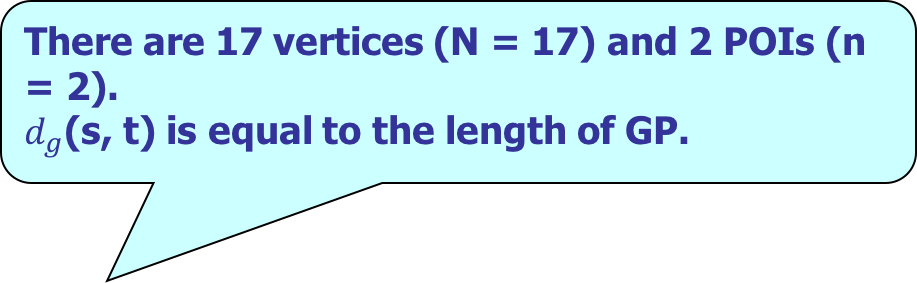 There are 17 vertices (N = 17) and 2 POIs (n
= 2).
d_g(s, t) is equal to the length of GP.